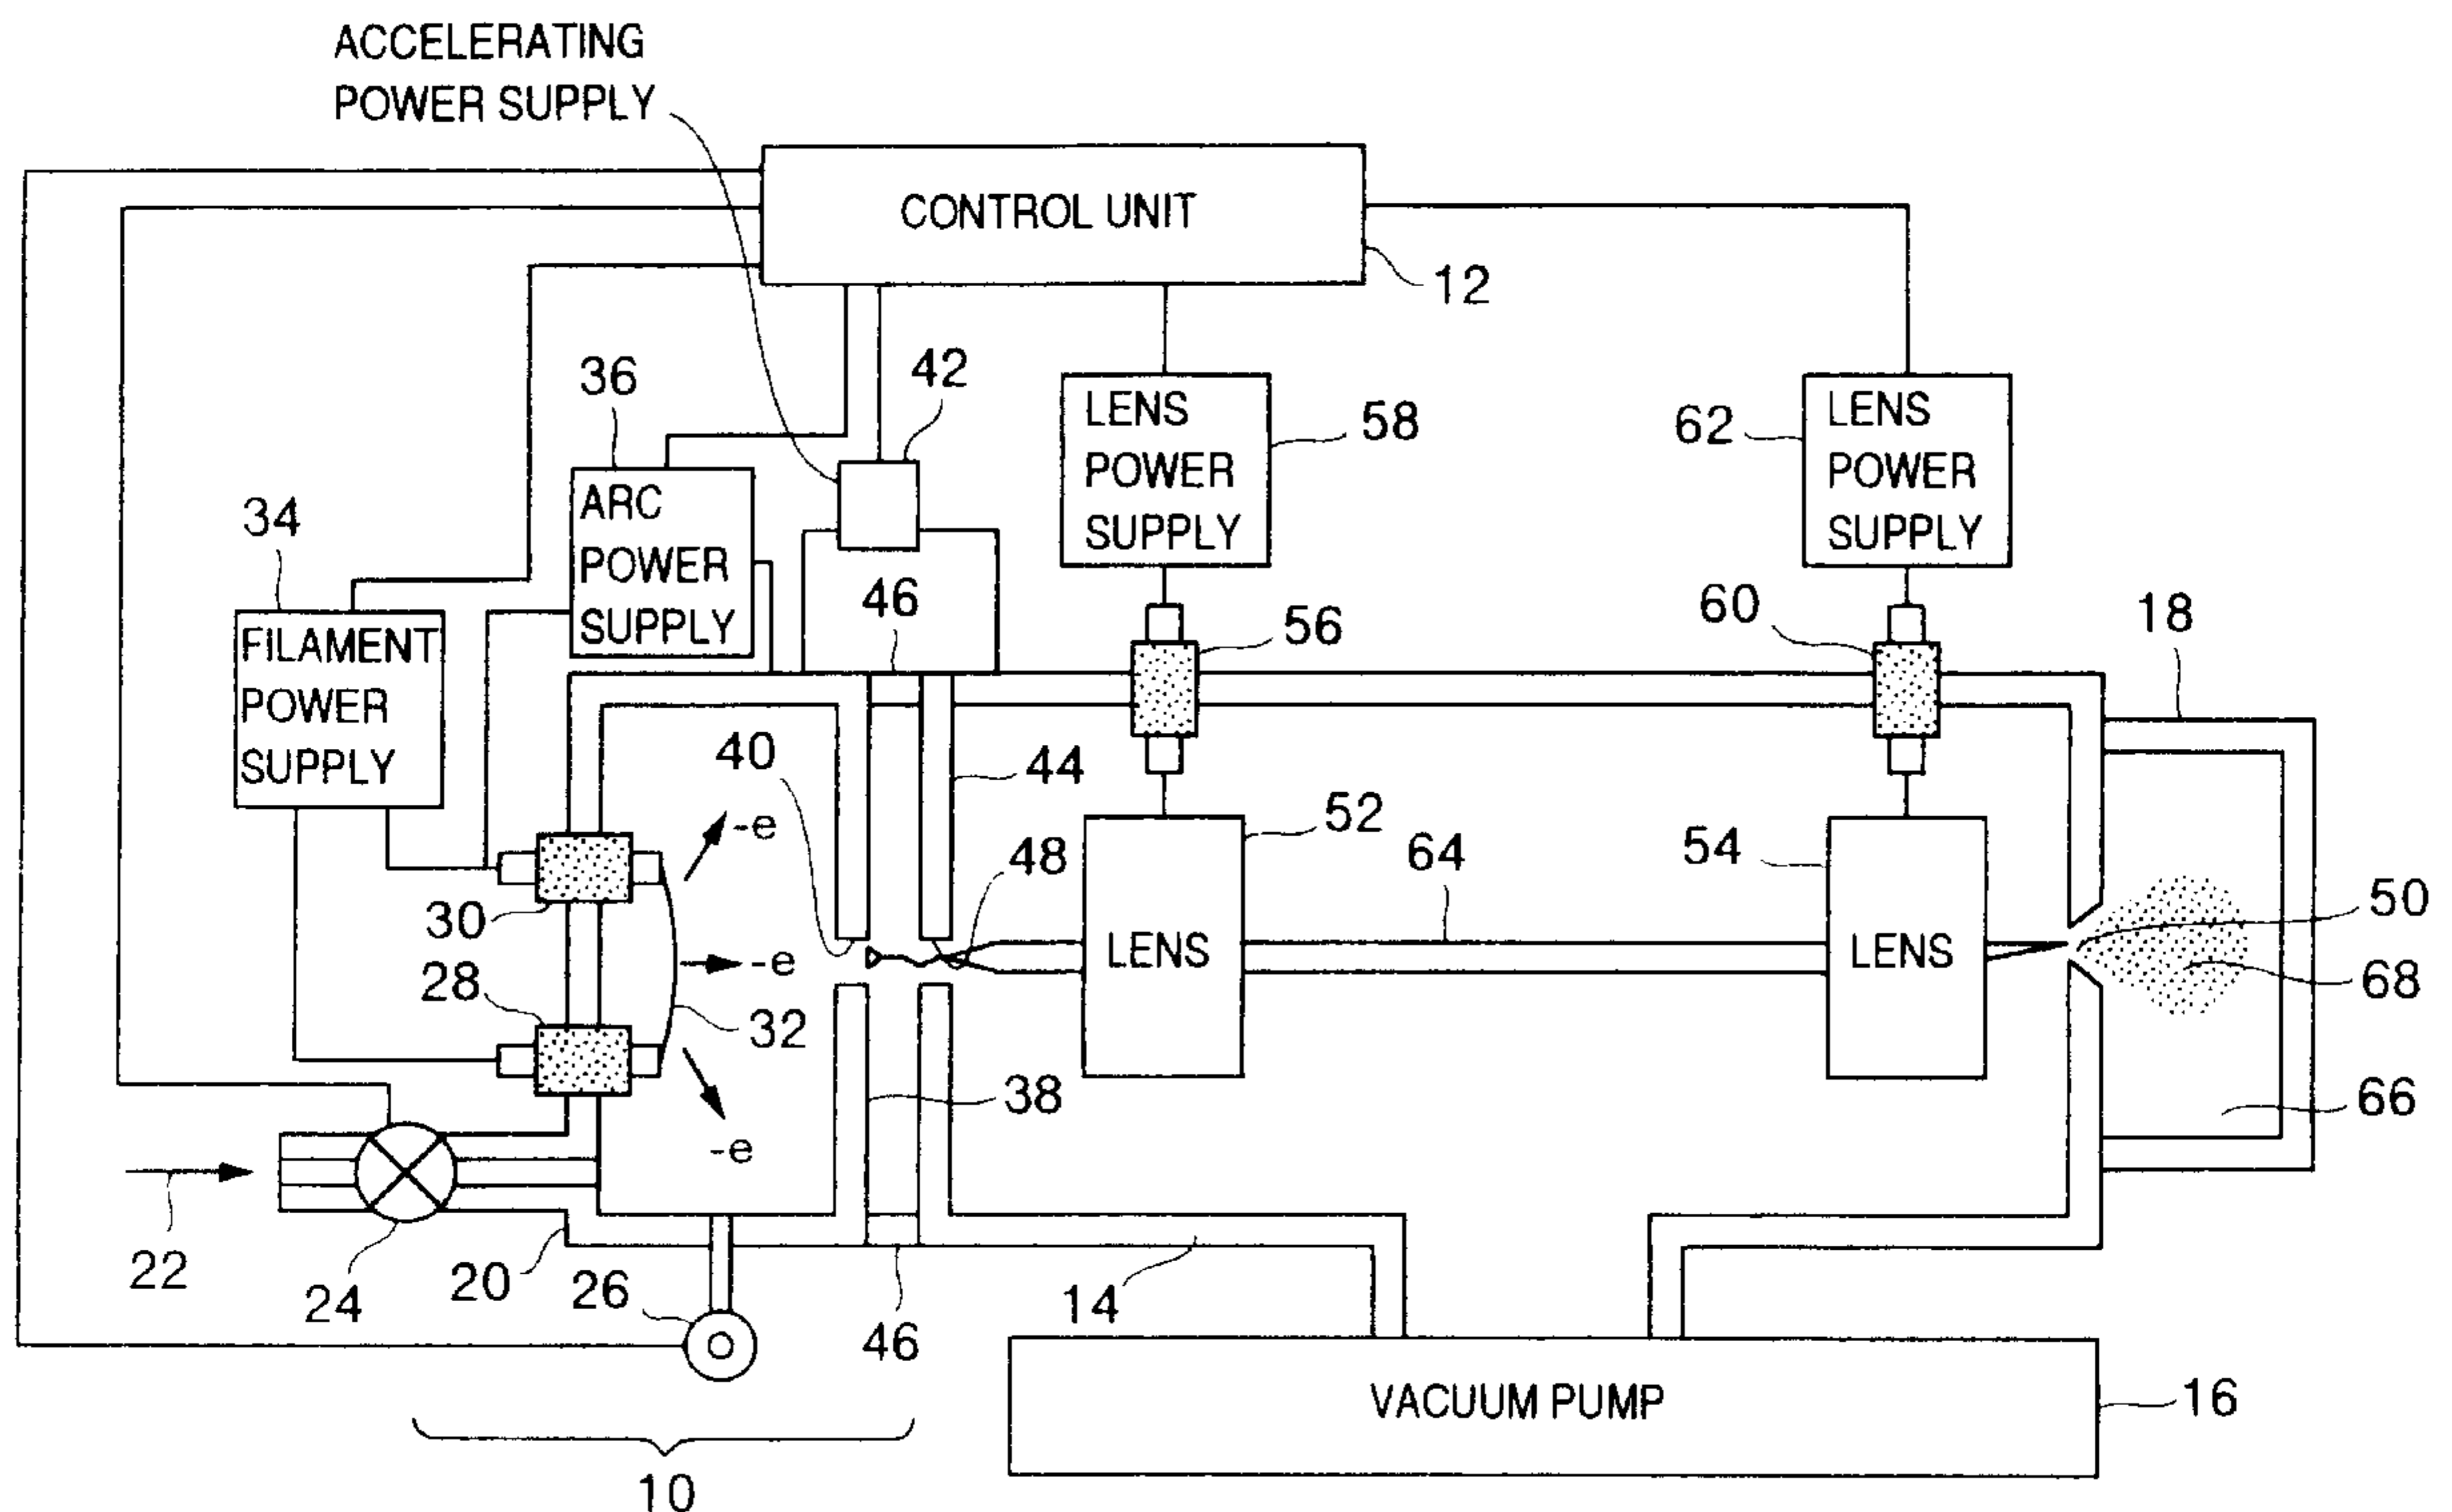 ACCELERATING
POWER SUPPLY
CONTROL UNIT
12
36
42
LENS
POWER
SUPPLY
58
62
LENS
POWER
SUPPLY
34
ARC
POWER
SUPPLY
46
56
60
18
FILAMENT
POWER
SUPPLY
40
44
-e
52
48
64
54
50
30
LENS
LENS
-e
28
68
32
38
66
-e
22
24
20
26
14
46
VACUUM PUMP
16
10